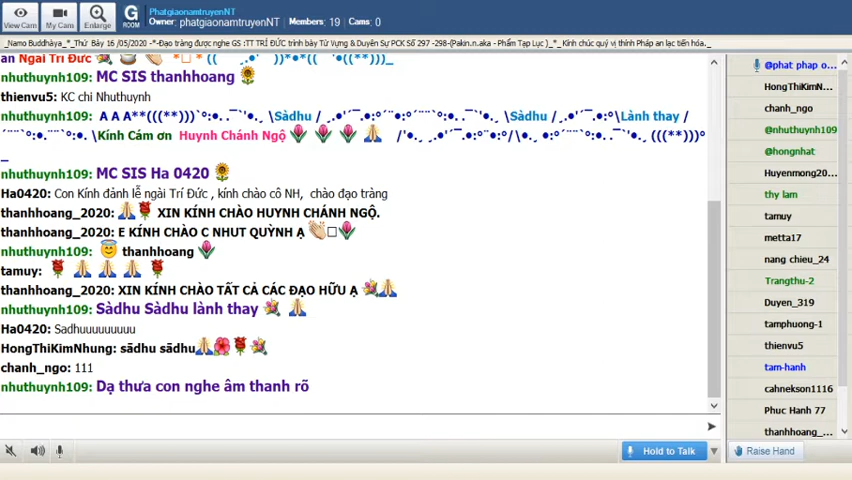 PhatgiaonamtruyenNT
Owner: phatgiaonamtruyenNT Members: 19 Cams: 0
View Cam My Cam Enlarge G ROOM
_Namo Buddhàya_*_Thứ Bảy 16 /05/2020 -*-Đạo tràng được nghe GS :TT TRÍ ĐỨC trình bày Từ Vựng & Duyên Sự PCK Số 297 -298-(Pakin.n.aka - Phẩm Tạp Lục )_*_Kính chúc quý vị thính Pháp an lạc tiến hóa._
an Ngài Trí Đức
nhuthuynh109: MC SIS thanhhoang 🌻
thienvu5: KC chi Nhuthuynh
nhuthuynh109: A A A**(((**)))`°:•. .¯`•., \Sàdhu / ,.•'´¯.•:°´¨°:•.¨¨`°:•. .¯`•., \Sàdhu / ,.•'´¯.•:°\Lành thay /
´¨¨`°:•.¨¨`°:•. \Kính Cám ơn Huynh Chánh Ngộ 🌷 🌷 🌷 🙏 /'•. ,.•'´¯.•:°¨•:°/\•. •:°´¨¨`°:•. .¯`'•., (((**)))°
_
nhuthuynh109: MC SIS Ha 0420 🌻
Ha0420: Con Kính đảnh lễ ngài Trí Đức , kính chào cô NH, chào đạo tràng
thanhhoang_2020: 🙏🌹 XIN KÍNH CHÀO HUYNH CHÁNH NGỘ.
thanhhoang_2020: E KÍNH CHÀO C NHUT QUỲNH Ạ 👏🏻□🌷
nhuthuynh109: 😇 thanhhoang 🌷
tamuy: 🌹 🙏 🙏 🙏 🌹
thanhhoang_2020: XIN KÍNH CHÀO TẤT CẢ CÁC ĐẠO HỮU Ạ 💐🙏
nhuthuynh109: Sàdhu Sàdhu lành thay 💐 🙏
Ha0420: Sadhuuuuuuuuu
HongThiKimNhung: sādhu sādhu🙏🌺🌹💐
chanh_ngo: 111
nhuthuynh109: Dạ thưa con nghe âm thanh rõ
@phat phap o...
HongThiKimN...
chanh_ngo
@nhuthuynh109
@hongnhat
Huyenmong20...
thy lam
tamuy
metta17
nang chieu_24
Trangthu-2
Duyen_319
tamphuong-1
thienvu5
tam-hanh
cahnekson1116
Phuc Hanh 77
thanhhoang_...
Hold to Talk
Raise Hand